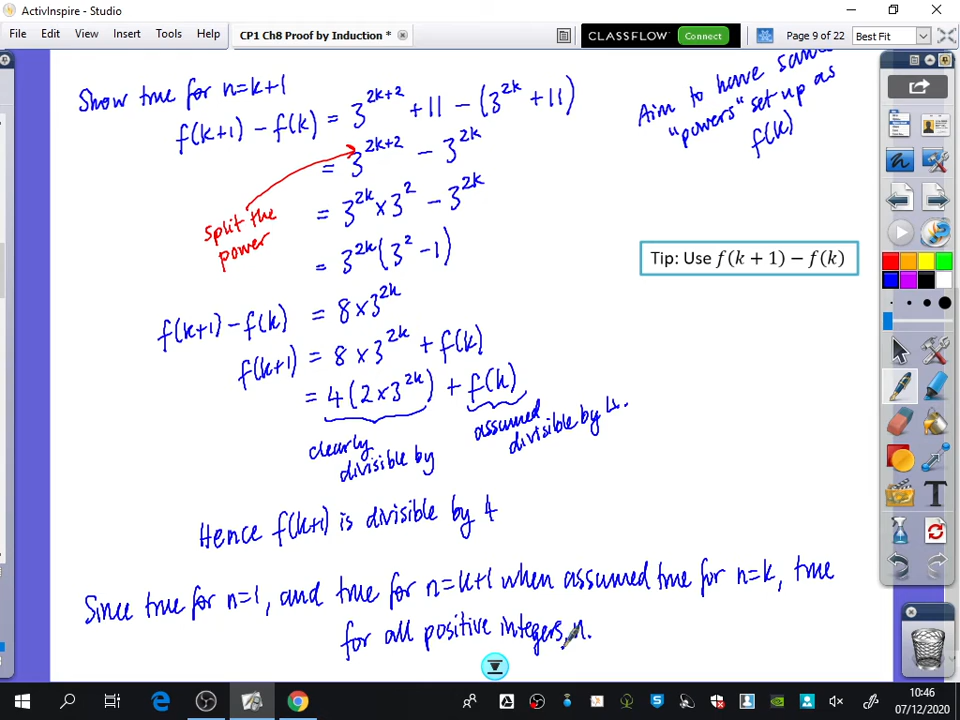 ActivInspire - Studio
File Edit View Insert Tools Help CP1 Ch8 Proof by Induction * CLASSFLOW Connect Page 9 of 22 Best Fit
Show true for n=k+1
f(k+1) - f(k) = 3^{2k+2} + 11 - (3^{2k} + 11)
Aim to have same
"powers" set up as
f(k)
= 3^{2k+2} - 3^{2k}
= 3^{2k} × 3^2 - 3^{2k}
Split the
power
= 3^{2k}(3^2 - 1)
Tip: Use f(k + 1) − f(k)
f(k+1) - f(k) = 8 × 3^{2k}
f(k+1) = 8 × 3^{2k} + f(k)
= 4(2×3^{2k}) + f(k)
clearly
divisible by
assumed
divisible by 4.
Hence f(k+1) is divisible by 4
Since true for n=1, and true for n=k+1 when assumed true for n=k, true
for all positive integers, n.
10:46
07/12/2020